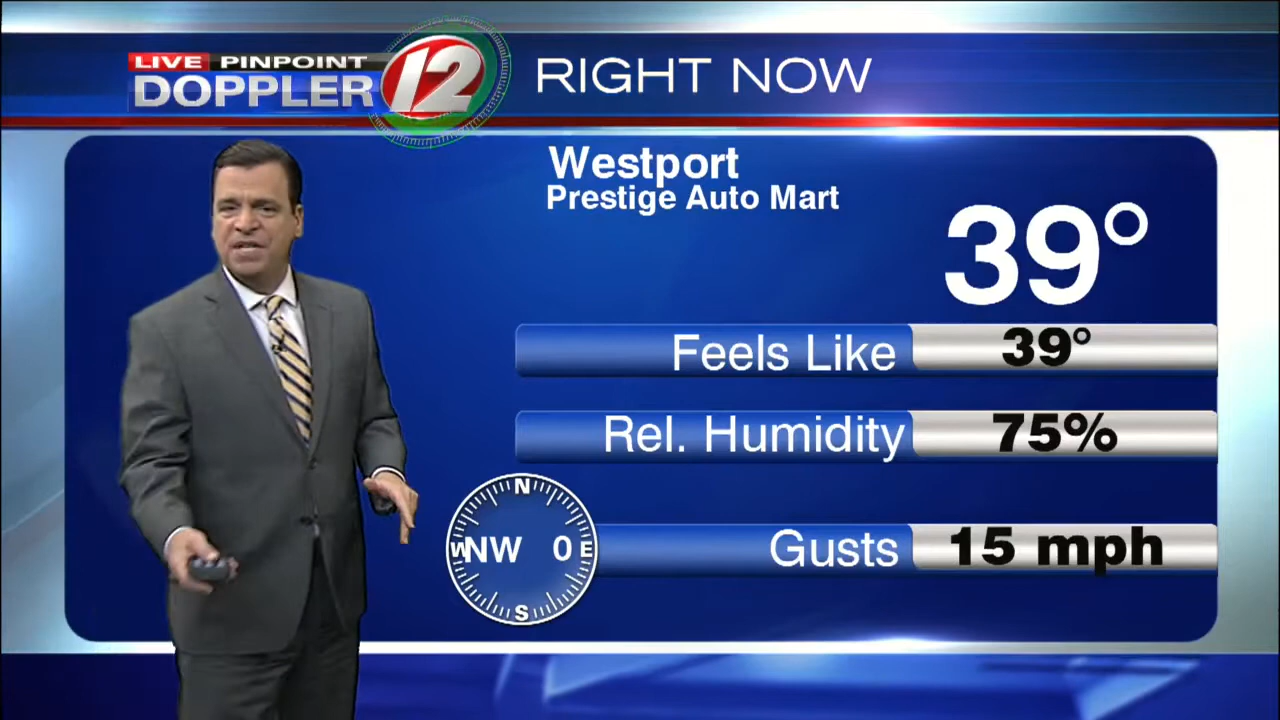 LIVE PINPOINT
DOPPLER 12
RIGHT NOW
Westport
Prestige Auto Mart
39°
Feels Like 39°
Rel. Humidity 75%
N
W NW 0 E
S
Gusts 15 mph